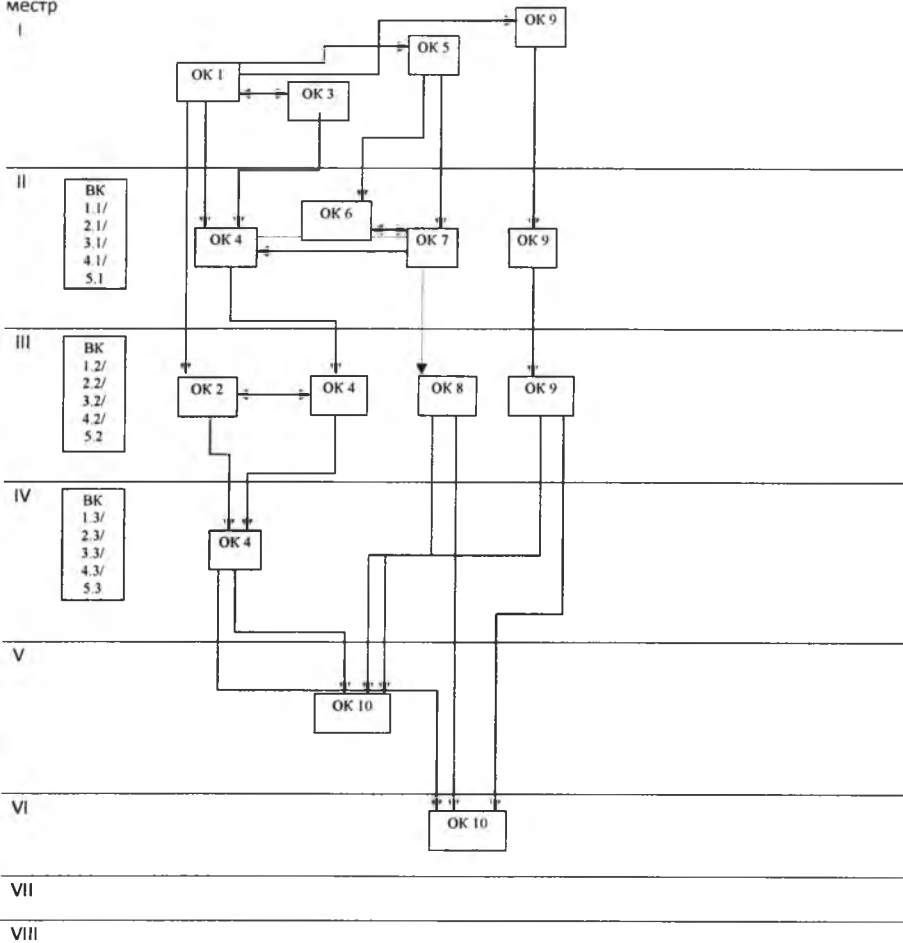 местр
I
ОК 9
ОК 5
ОК 1
ОК 3
II
ВК
1.1/
2.1/
3.1/
4.1/
5.1
ОК 6
ОК 4
ОК 7
ОК 9
III
ВК
1.2/
2.2/
3.2/
4.2/
5.2
ОК 2
ОК 4
ОК 8
ОК 9
IV
ВК
1.3/
2.3/
3.3/
4.3/
5.3
ОК 4
V
ОК 10
VI
ОК 10
VII
VIII